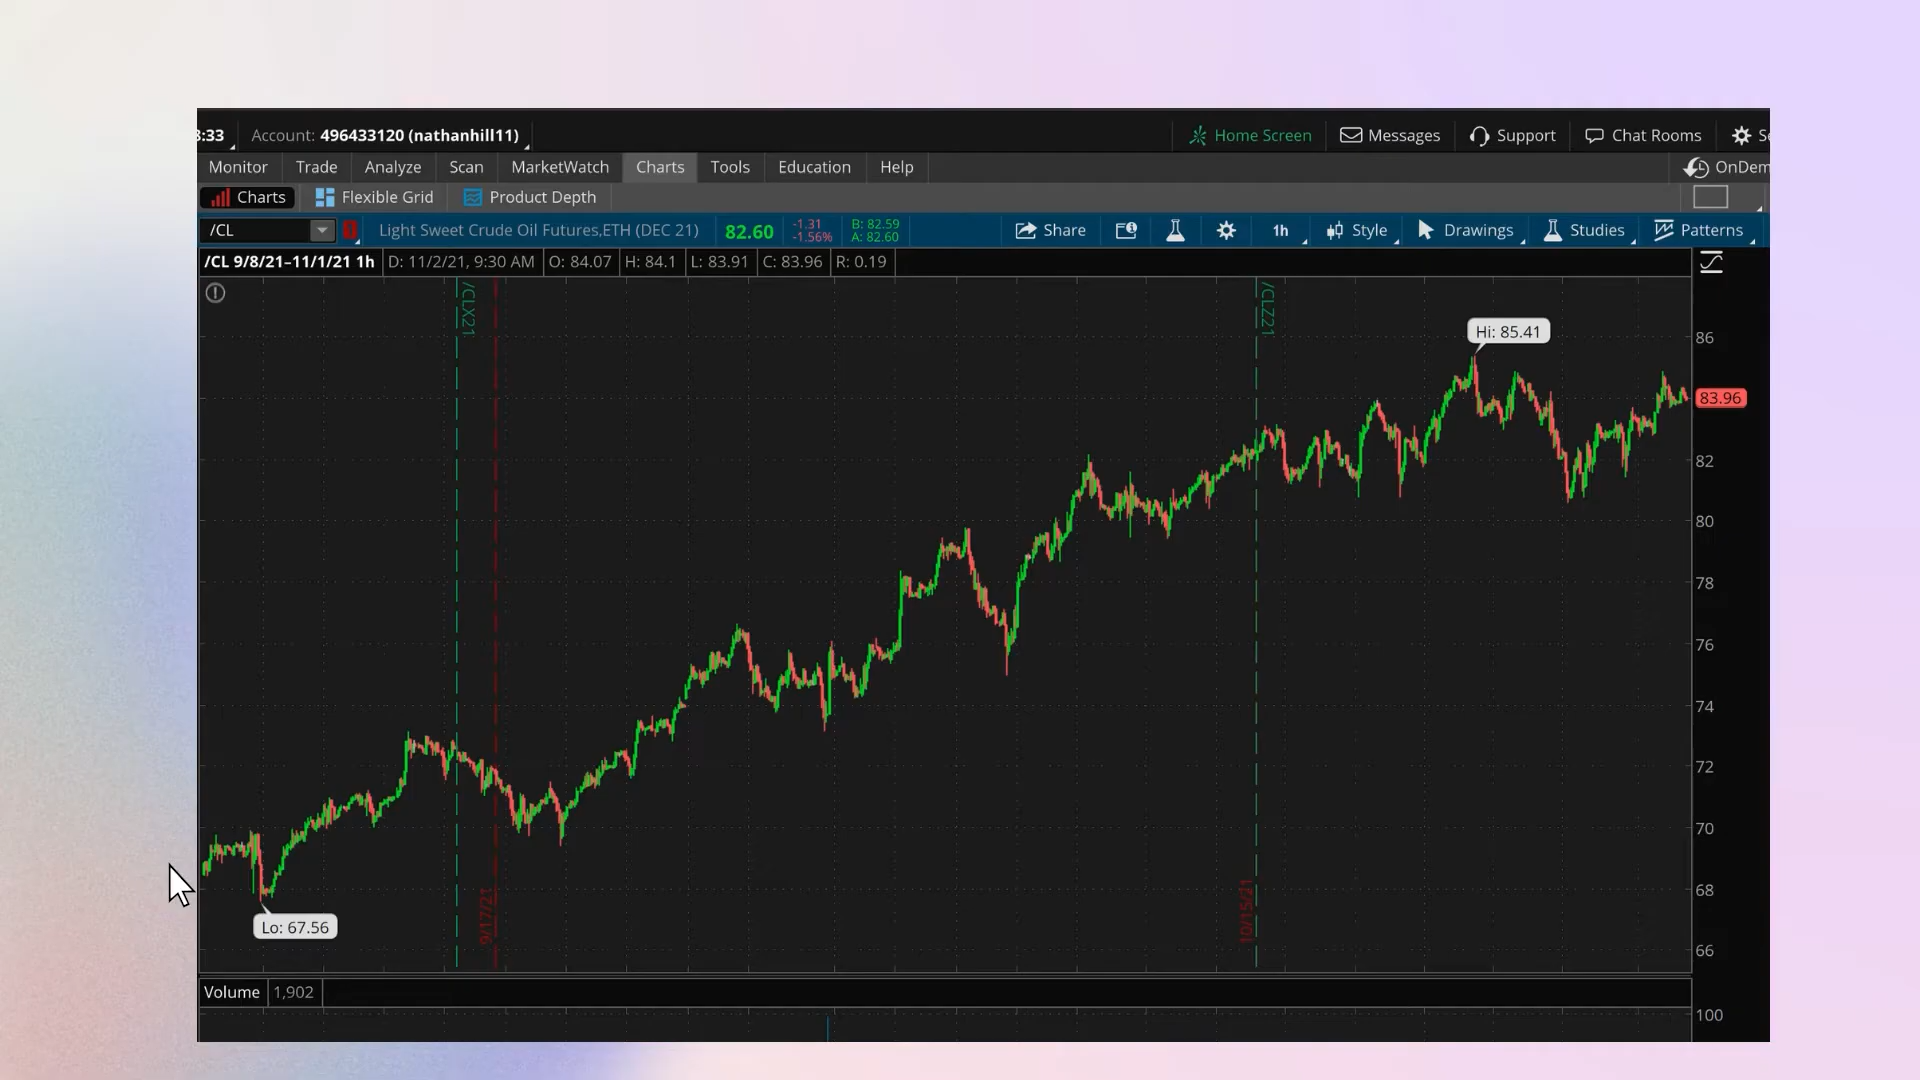 3:33 Account: 496433120 (nathanhill11) Home Screen Messages Support Chat Rooms
Monitor Trade Analyze Scan MarketWatch Charts Tools Education Help
Charts Flexible Grid Product Depth
/CL Light Sweet Crude Oil Futures,ETH (DEC 21) 82.60 -1.31 -1.56% B: 82.59 A: 82.60 Share 1h Style Drawings Studies Patterns
/CL 9/8/21–11/1/21 1h D: 11/2/21, 9:30 AM O: 84.07 H: 84.1 L: 83.91 C: 83.96 R: 0.19
/CLX21
/CLZ21
Hi: 85.41
86
83.96
82
80
78
76
74
72
70
68
66
9/17/21
10/15/21
Lo: 67.56
Volume 1,902
100